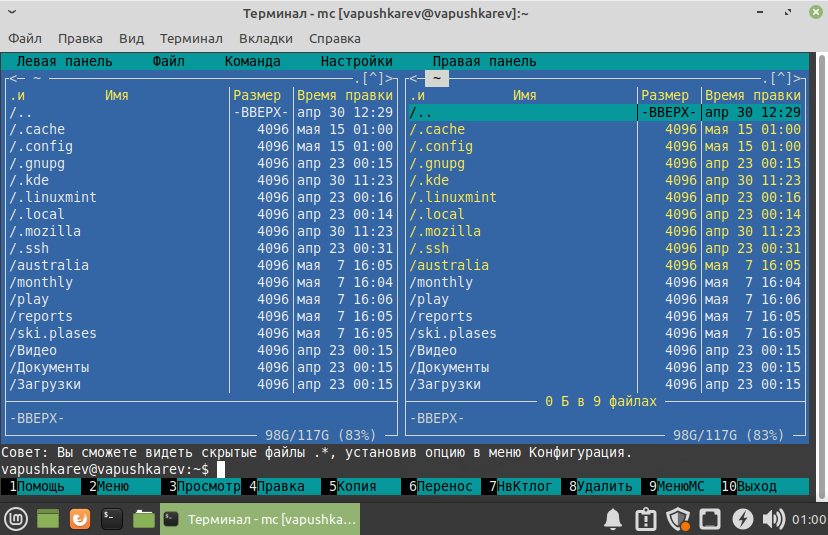 Терминал - mc [vapushkarev@vapushkarev]:~
Файл Правка Вид Терминал Вкладки Справка
Левая панель Файл Команда Настройки Правая панель
<─ ~ .[^]> <─ ~ .[^]>
.и Имя Размер Время правки .и Имя Размер Время правки
/.. -ВВЕРХ- апр 30 12:29 /.. -ВВЕРХ- апр 30 12:29
/.cache 4096 мая 15 01:00 /.cache 4096 мая 15 01:00
/.config 4096 мая 15 01:00 /.config 4096 мая 15 01:00
/.gnupg 4096 апр 23 00:15 /.gnupg 4096 апр 23 00:15
/.kde 4096 апр 30 11:23 /.kde 4096 апр 30 11:23
/.linuxmint 4096 апр 23 00:16 /.linuxmint 4096 апр 23 00:16
/.local 4096 апр 23 00:14 /.local 4096 апр 23 00:14
/.mozilla 4096 апр 30 11:23 /.mozilla 4096 апр 30 11:23
/.ssh 4096 апр 23 00:31 /.ssh 4096 апр 23 00:31
/australia 4096 мая 7 16:05 /australia 4096 мая 7 16:05
/monthly 4096 мая 7 16:04 /monthly 4096 мая 7 16:04
/play 4096 мая 7 16:06 /play 4096 мая 7 16:06
/reports 4096 мая 7 16:05 /reports 4096 мая 7 16:05
/ski.plases 4096 мая 7 16:05 /ski.plases 4096 мая 7 16:05
/Видео 4096 апр 23 00:15 /Видео 4096 апр 23 00:15
/Документы 4096 апр 23 00:15 /Документы 4096 апр 23 00:15
/Загрузки 4096 апр 23 00:15 /Загрузки 4096 апр 23 00:15
0 Б в 9 файлах
-ВВЕРХ- -ВВЕРХ-
98G/117G (83%) 98G/117G (83%)
Совет: Вы сможете видеть скрытые файлы .*, установив опцию в меню Конфигурация.
vapushkarev@vapushkarev:~$
1Помощь 2Меню 3Просмотр 4Правка 5Копия 6Перенос 7НвКтлог 8Удалить 9МенюМС 10Выход
Терминал - mc [vapushka... 01:00